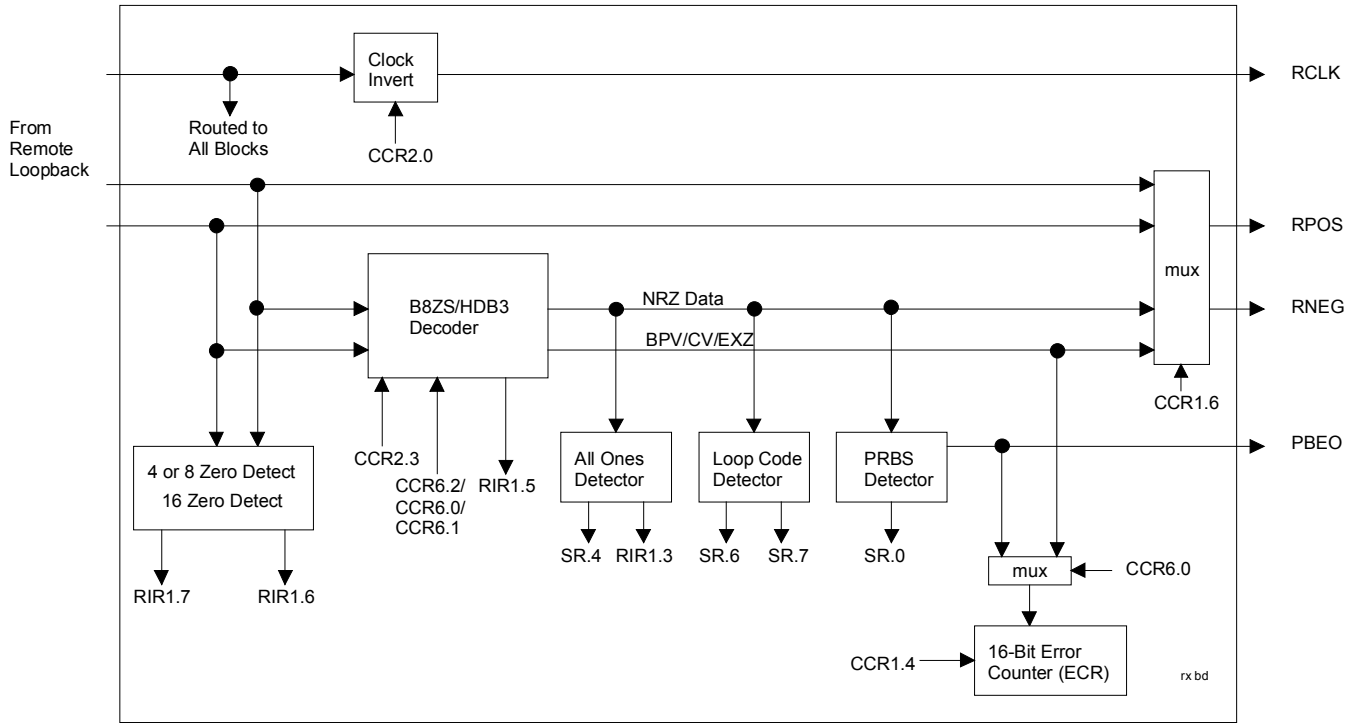 Clock
Invert
RCLK
From
Remote
Loopback
Routed to
All Blocks
CCR2.0
RPOS
mux
B8ZS/HDB3
Decoder
NRZ Data
RNEG
BPV/CV/EXZ
CCR1.6
4 or 8 Zero Detect
16 Zero Detect
CCR2.3
CCR6.2/
CCR6.0/
CCR6.1
RIR1.5
All Ones
Detector
Loop Code
Detector
PRBS
Detector
PBEO
SR.4
RIR1.3
SR.6
SR.7
SR.0
RIR1.7
RIR1.6
mux
CCR6.0
CCR1.4
16-Bit Error
Counter (ECR)
rx bd